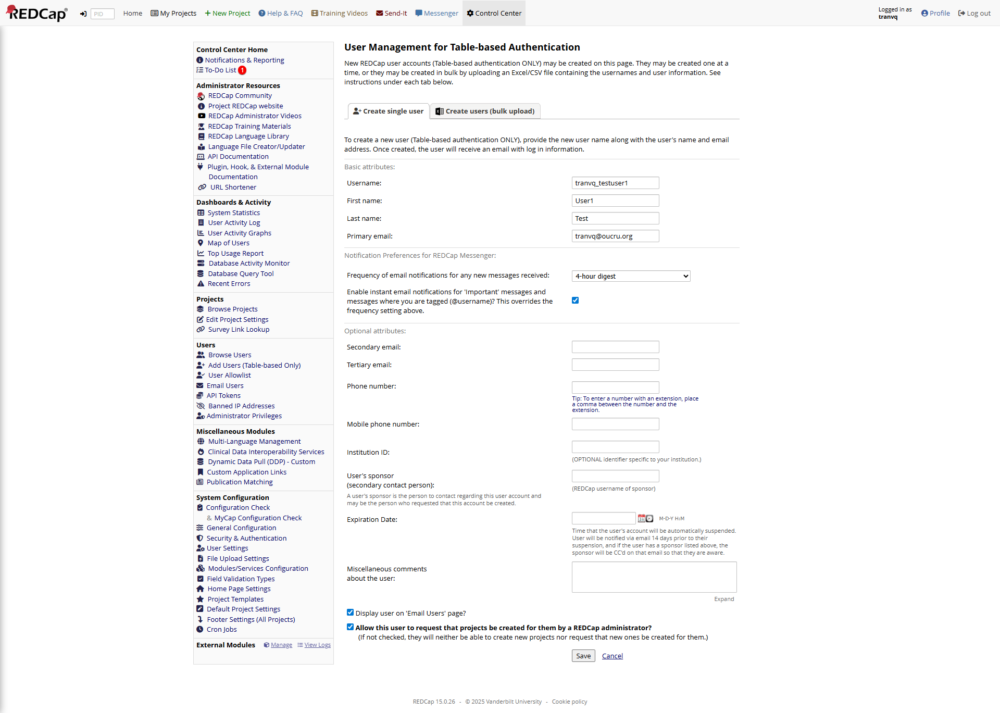 REDCap®
PID
Home
My Projects
New Project
Help & FAQ
Training Videos
Send-It
Messenger
Control Center
Logged in as
tranvq
Profile
Log out
Control Center Home
Notifications & Reporting
To-Do List 1
Administrator Resources
REDCap Community
Project REDCap website
REDCap Administrator Videos
REDCap Training Materials
REDCap Language Library
Language File Creator/Updater
API Documentation
Plugin, Hook, & External Module
Documentation
URL Shortener
Dashboards & Activity
System Statistics
User Activity Log
User Activity Graphs
Map of Users
Top Usage Report
Database Activity Monitor
Database Query Tool
Recent Errors
Projects
Browse Projects
Edit Project Settings
Survey Link Lookup
Users
Browse Users
Add Users (Table-based Only)
User Allowlist
Email Users
API Tokens
Banned IP Addresses
Administrator Privileges
Miscellaneous Modules
Multi-Language Management
Clinical Data Interoperability Services
Dynamic Data Pull (DDP) - Custom
Custom Application Links
Publication Matching
System Configuration
Configuration Check
& MyCap Configuration Check
General Configuration
Security & Authentication
User Settings
File Upload Settings
Modules/Services Configuration
Field Validation Types
Home Page Settings
Project Templates
Default Project Settings
Footer Settings (All Projects)
Cron Jobs
External Modules Manage View Logs
User Management for Table-based Authentication
New REDCap user accounts (Table-based authentication ONLY) may be created on this page. They may be created one at a
time, or they may be created in bulk by uploading an Excel/CSV file containing the usernames and user information. See
instructions under each tab below.
Create single user
Create users (bulk upload)
To create a new user (Table-based authentication ONLY), provide the new user name along with the user's name and email
address. Once created, the user will receive an email with log in information.
Basic attributes:
Username: tranvq_testuser1
First name: User1
Last name: Test
Primary email: tranvq@oucru.org
Notification Preferences for REDCap Messenger:
Frequency of email notifications for any new messages received: 4-hour digest
Enable instant email notifications for 'Important' messages and
messages where you are tagged (@username)? This overrides the
frequency setting above.
Optional attributes:
Secondary email:
Tertiary email:
Phone number:
Tip: To enter a number with an extension, place
a comma between the number and the
extension.
Mobile phone number:
Institution ID:
(OPTIONAL identifier specific to your institution.)
User's sponsor
(secondary contact person):
(REDCap username of sponsor)
A user's sponsor is the person to contact regarding this user account and
may be the person who requested that this account be created.
Expiration Date:
31
M-D-Y H:M
Time that the user's account will be automatically suspended.
User will be notified via email 14 days prior to their
suspension, and if the user has a sponsor listed above, the
sponsor will be CC'd on that email so that they are aware.
Miscellaneous comments
about the user:
Expand
Display user on 'Email Users' page?
Allow this user to request that projects be created for them by a REDCap administrator?
(If not checked, they will neither be able to create new projects nor request that new ones be created for them.)
Save Cancel
REDCap 15.0.26 - © 2025 Vanderbilt University - Cookie policy